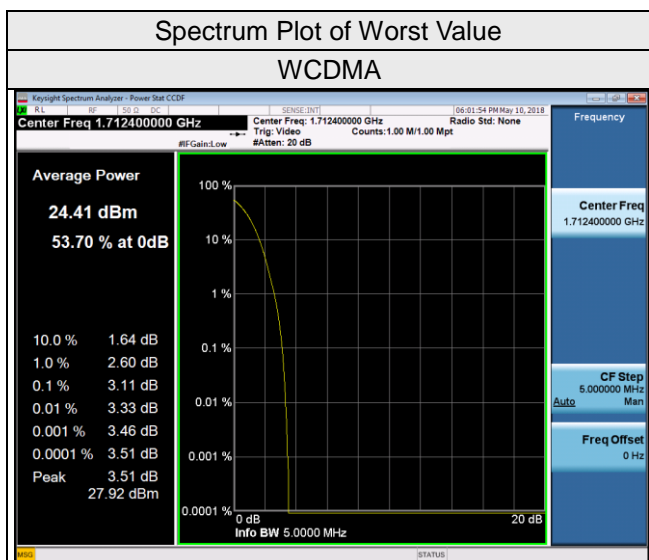 Spectrum Plot of Worst Value
WCDMA
Keysight Spectrum Analyzer - Power Stat CCDF
RL RF 50 Ω DC SENSE:INT 06:01:54 PM May 10, 2018
Center Freq 1.712400000 GHz
Center Freq: 1.712400000 GHz Radio Std: None
Trig: Video Counts:1.00 M/1.00 Mpt
#IFGain:Low #Atten: 20 dB
Frequency
Average Power
24.41 dBm
53.70 % at 0dB
10.0 % 1.64 dB
1.0 % 2.60 dB
0.1 % 3.11 dB
0.01 % 3.33 dB
0.001 % 3.46 dB
0.0001 % 3.51 dB
Peak 3.51 dB
27.92 dBm
100 %
10 %
1 %
0.1 %
0.01 %
0.001 %
0.0001 %
0 dB 20 dB
Info BW 5.0000 MHz
Center Freq
1.712400000 GHz
CF Step
5.000000 MHz
Auto Man
Freq Offset
0 Hz
MSG STATUS